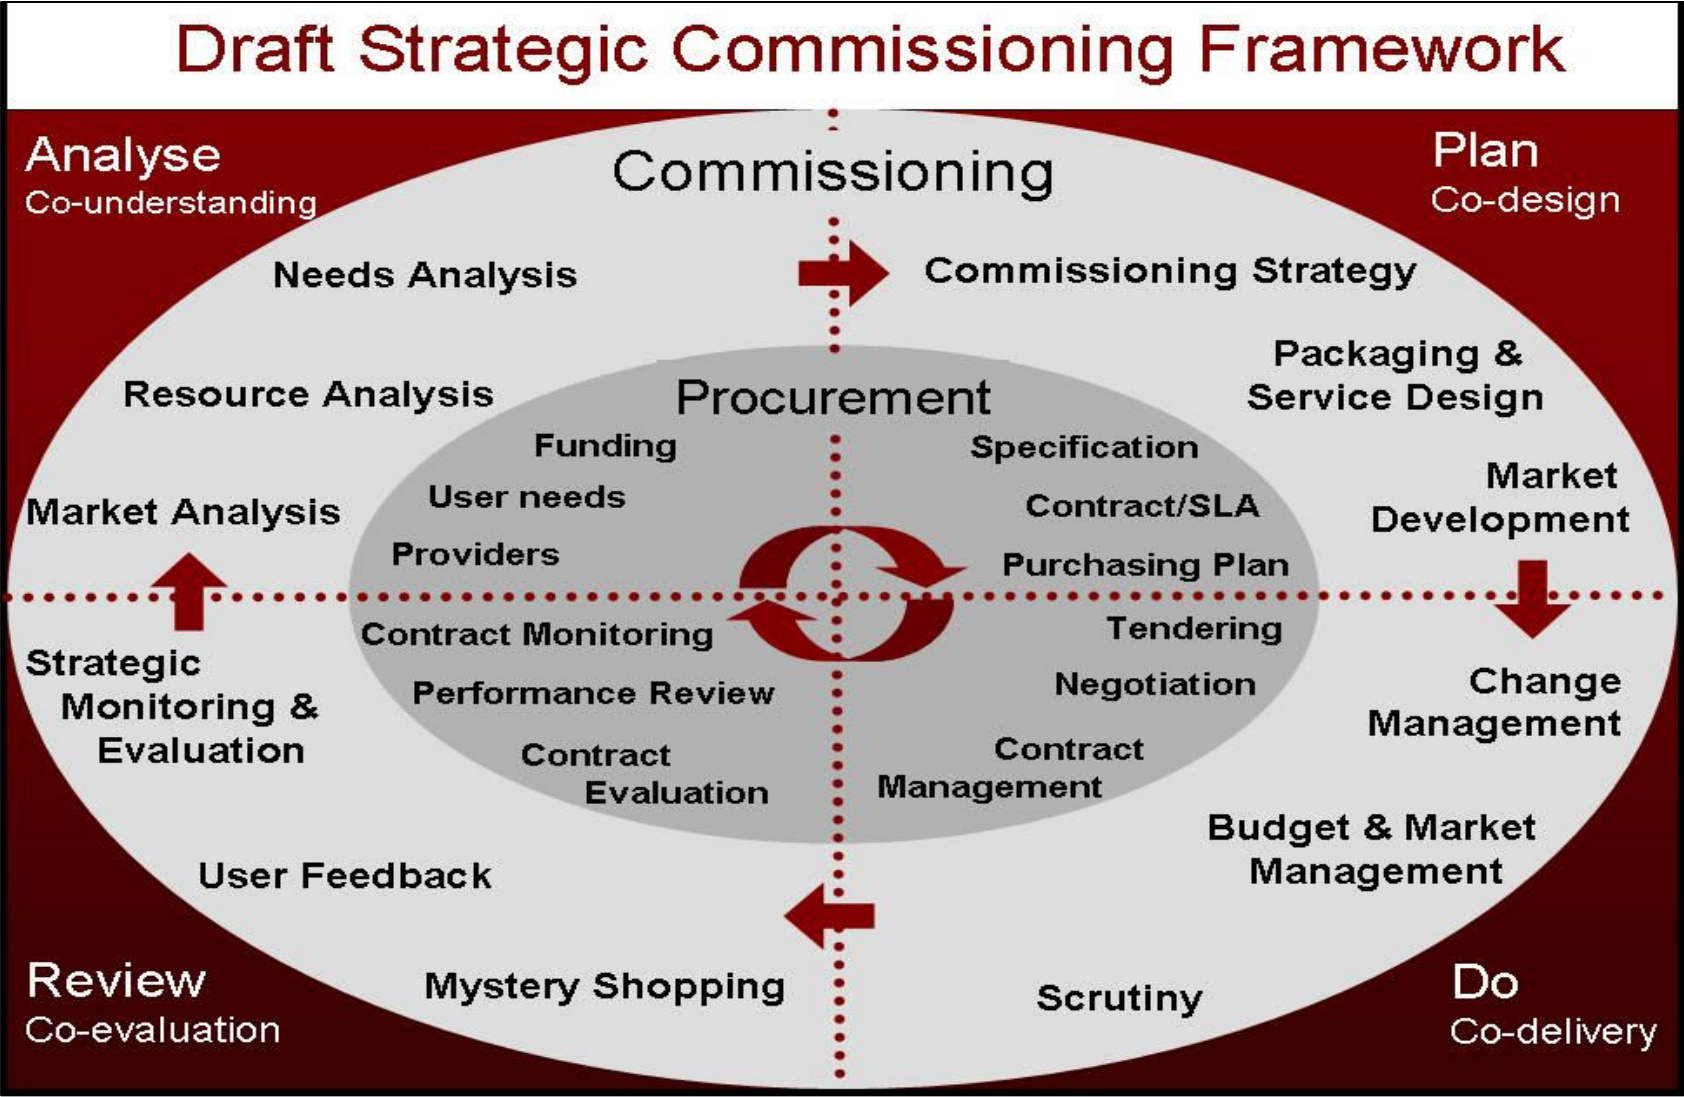 Draft Strategic Commissioning Framework
Analyse
Co-understanding
Plan
Co-design
Commissioning
Needs Analysis
Resource Analysis
Market Analysis
Commissioning Strategy
Packaging &
Service Design
Market
Development
Procurement
Funding
User needs
Providers
Specification
Contract/SLA
Purchasing Plan
Contract Monitoring
Performance Review
Contract
Evaluation
Tendering
Negotiation
Contract
Management
Strategic
Monitoring &
Evaluation
User Feedback
Mystery Shopping
Change
Management
Budget & Market
Management
Scrutiny
Review
Co-evaluation
Do
Co-delivery